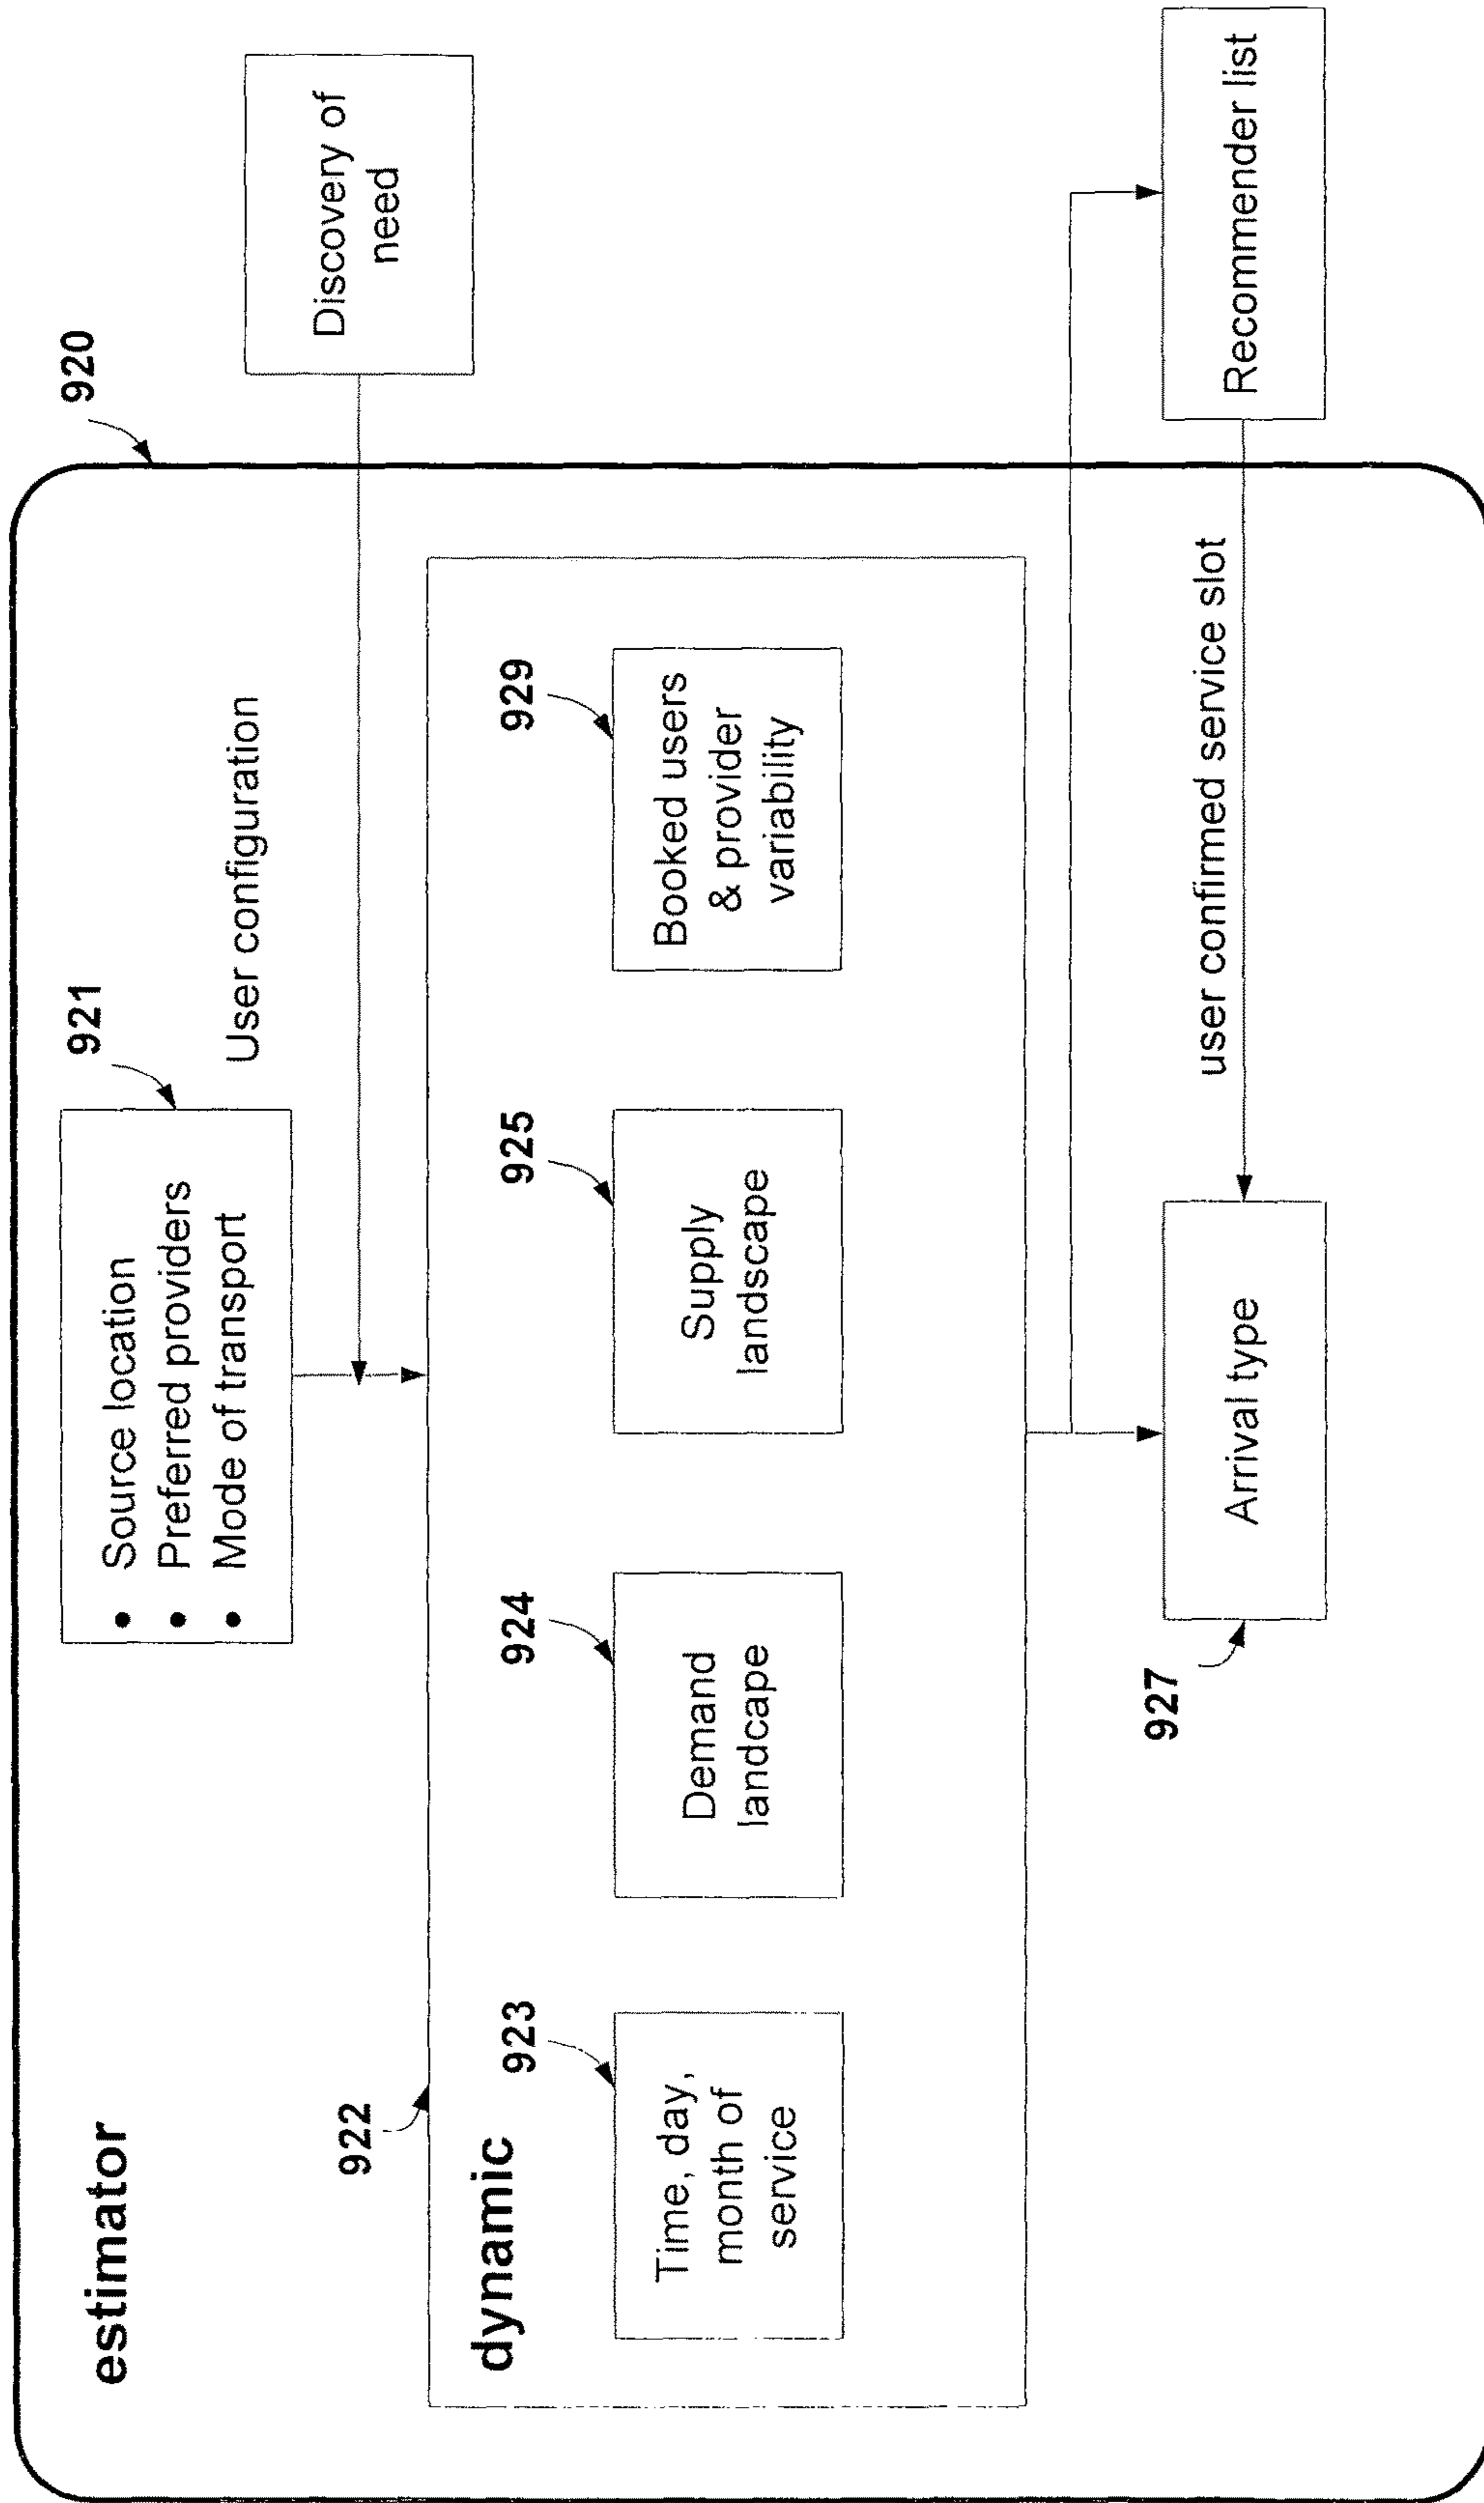 estimator
920
921
• Source location
• Preferred providers
• Mode of transport
User configuration
Discovery of
need
922
dynamic
923
Time, day,
month of
service
924
Demand
landcape
925
Supply
landscape
929
Booked users
& provider
variability
927
Arrival type
user confirmed service slot
Recommender list